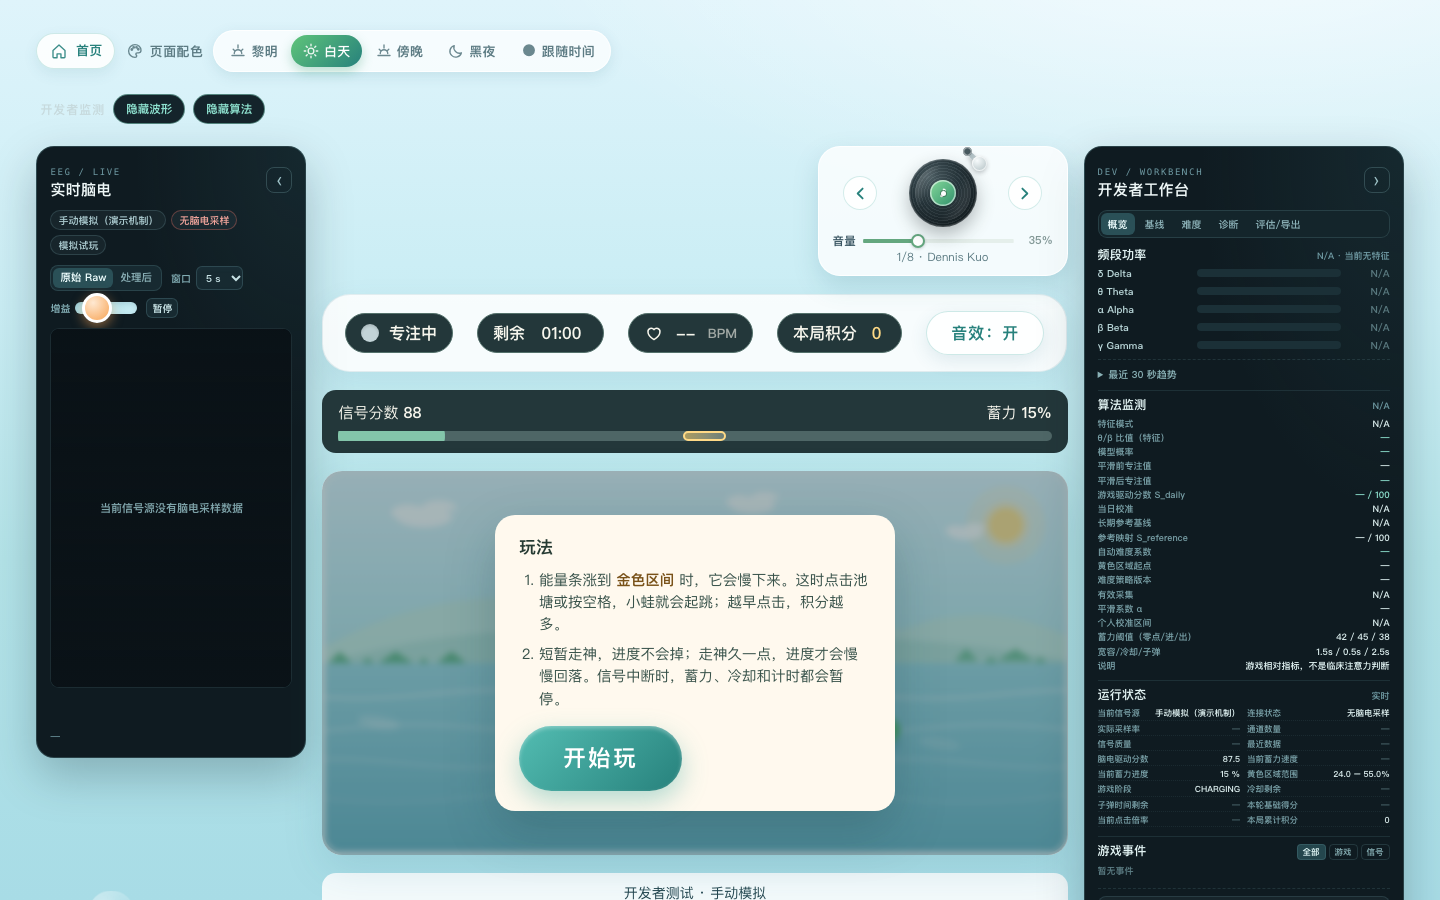 首页
页面配色
黎明
白天
傍晚
黑夜
跟随时间
开发者监测
隐藏波形
隐藏算法
EEG / LIVE
实时脑电
‹
手动模拟（演示机制）
无脑电采样
模拟试玩
原始 Raw
处理后
窗口
5 s
增益
暂停
当前信号源没有脑电采样数据
—
音量
35%
1/8 · Dennis Kuo
专注中
剩余 01:00
-- BPM
本局积分 0
音效：开
信号分数 88
蓄力 15%
玩法
1. 能量条涨到 金色区间 时，它会慢下来。这时点击池
塘或按空格，小蛙就会起跳；越早点击，积分越
多。
2. 短暂走神，进度不会掉；走神久一点，进度才会慢
慢回落。信号中断时，蓄力、冷却和计时都会暂
停。
开始玩
开发者测试 · 手动模拟
DEV / WORKBENCH
开发者工作台
›
概览
基线
难度
诊断
评估/导出
频段功率
N/A · 当前无特征
δ Delta N/A
θ Theta N/A
α Alpha N/A
β Beta N/A
γ Gamma N/A
▶ 最近 30 秒趋势
算法监测 N/A
特征模式 N/A
θ/β 比值（特征） —
模型概率 —
平滑前专注值 —
平滑后专注值 —
游戏驱动分数 S_daily — / 100
当日校准 N/A
长期参考基线 N/A
参考映射 S_reference — / 100
自动难度系数 —
黄色区域起点 —
难度策略版本 —
有效采集 N/A
平滑系数 α —
个人校准区间 N/A
蓄力阈值（零点/进/出） 42 / 45 / 38
宽容/冷却/子弹 1.5s / 0.5s / 2.5s
说明 游戏相对指标，不是临床注意力判断
运行状态 实时
当前信号源 手动模拟（演示机制） 连接状态 无脑电采样
实际采样率 — 通道数量 —
信号质量 — 最近数据 —
脑电驱动分数 87.5 当前蓄力速度 —
当前蓄力进度 15 % 黄色区域范围 24.0 — 55.0%
游戏阶段 CHARGING 冷却剩余 —
子弹时间剩余 — 本轮基础得分 —
当前点击倍率 — 本局累计积分 0
游戏事件
全部
游戏
信号
暂无事件